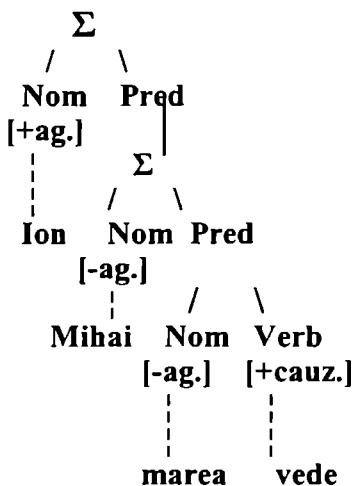 Σ
Nom Pred
[+ag.]
Σ
Ion Nom Pred
[-ag.]
Mihai Nom Verb
[-ag.] [+cauz.]
marea vede